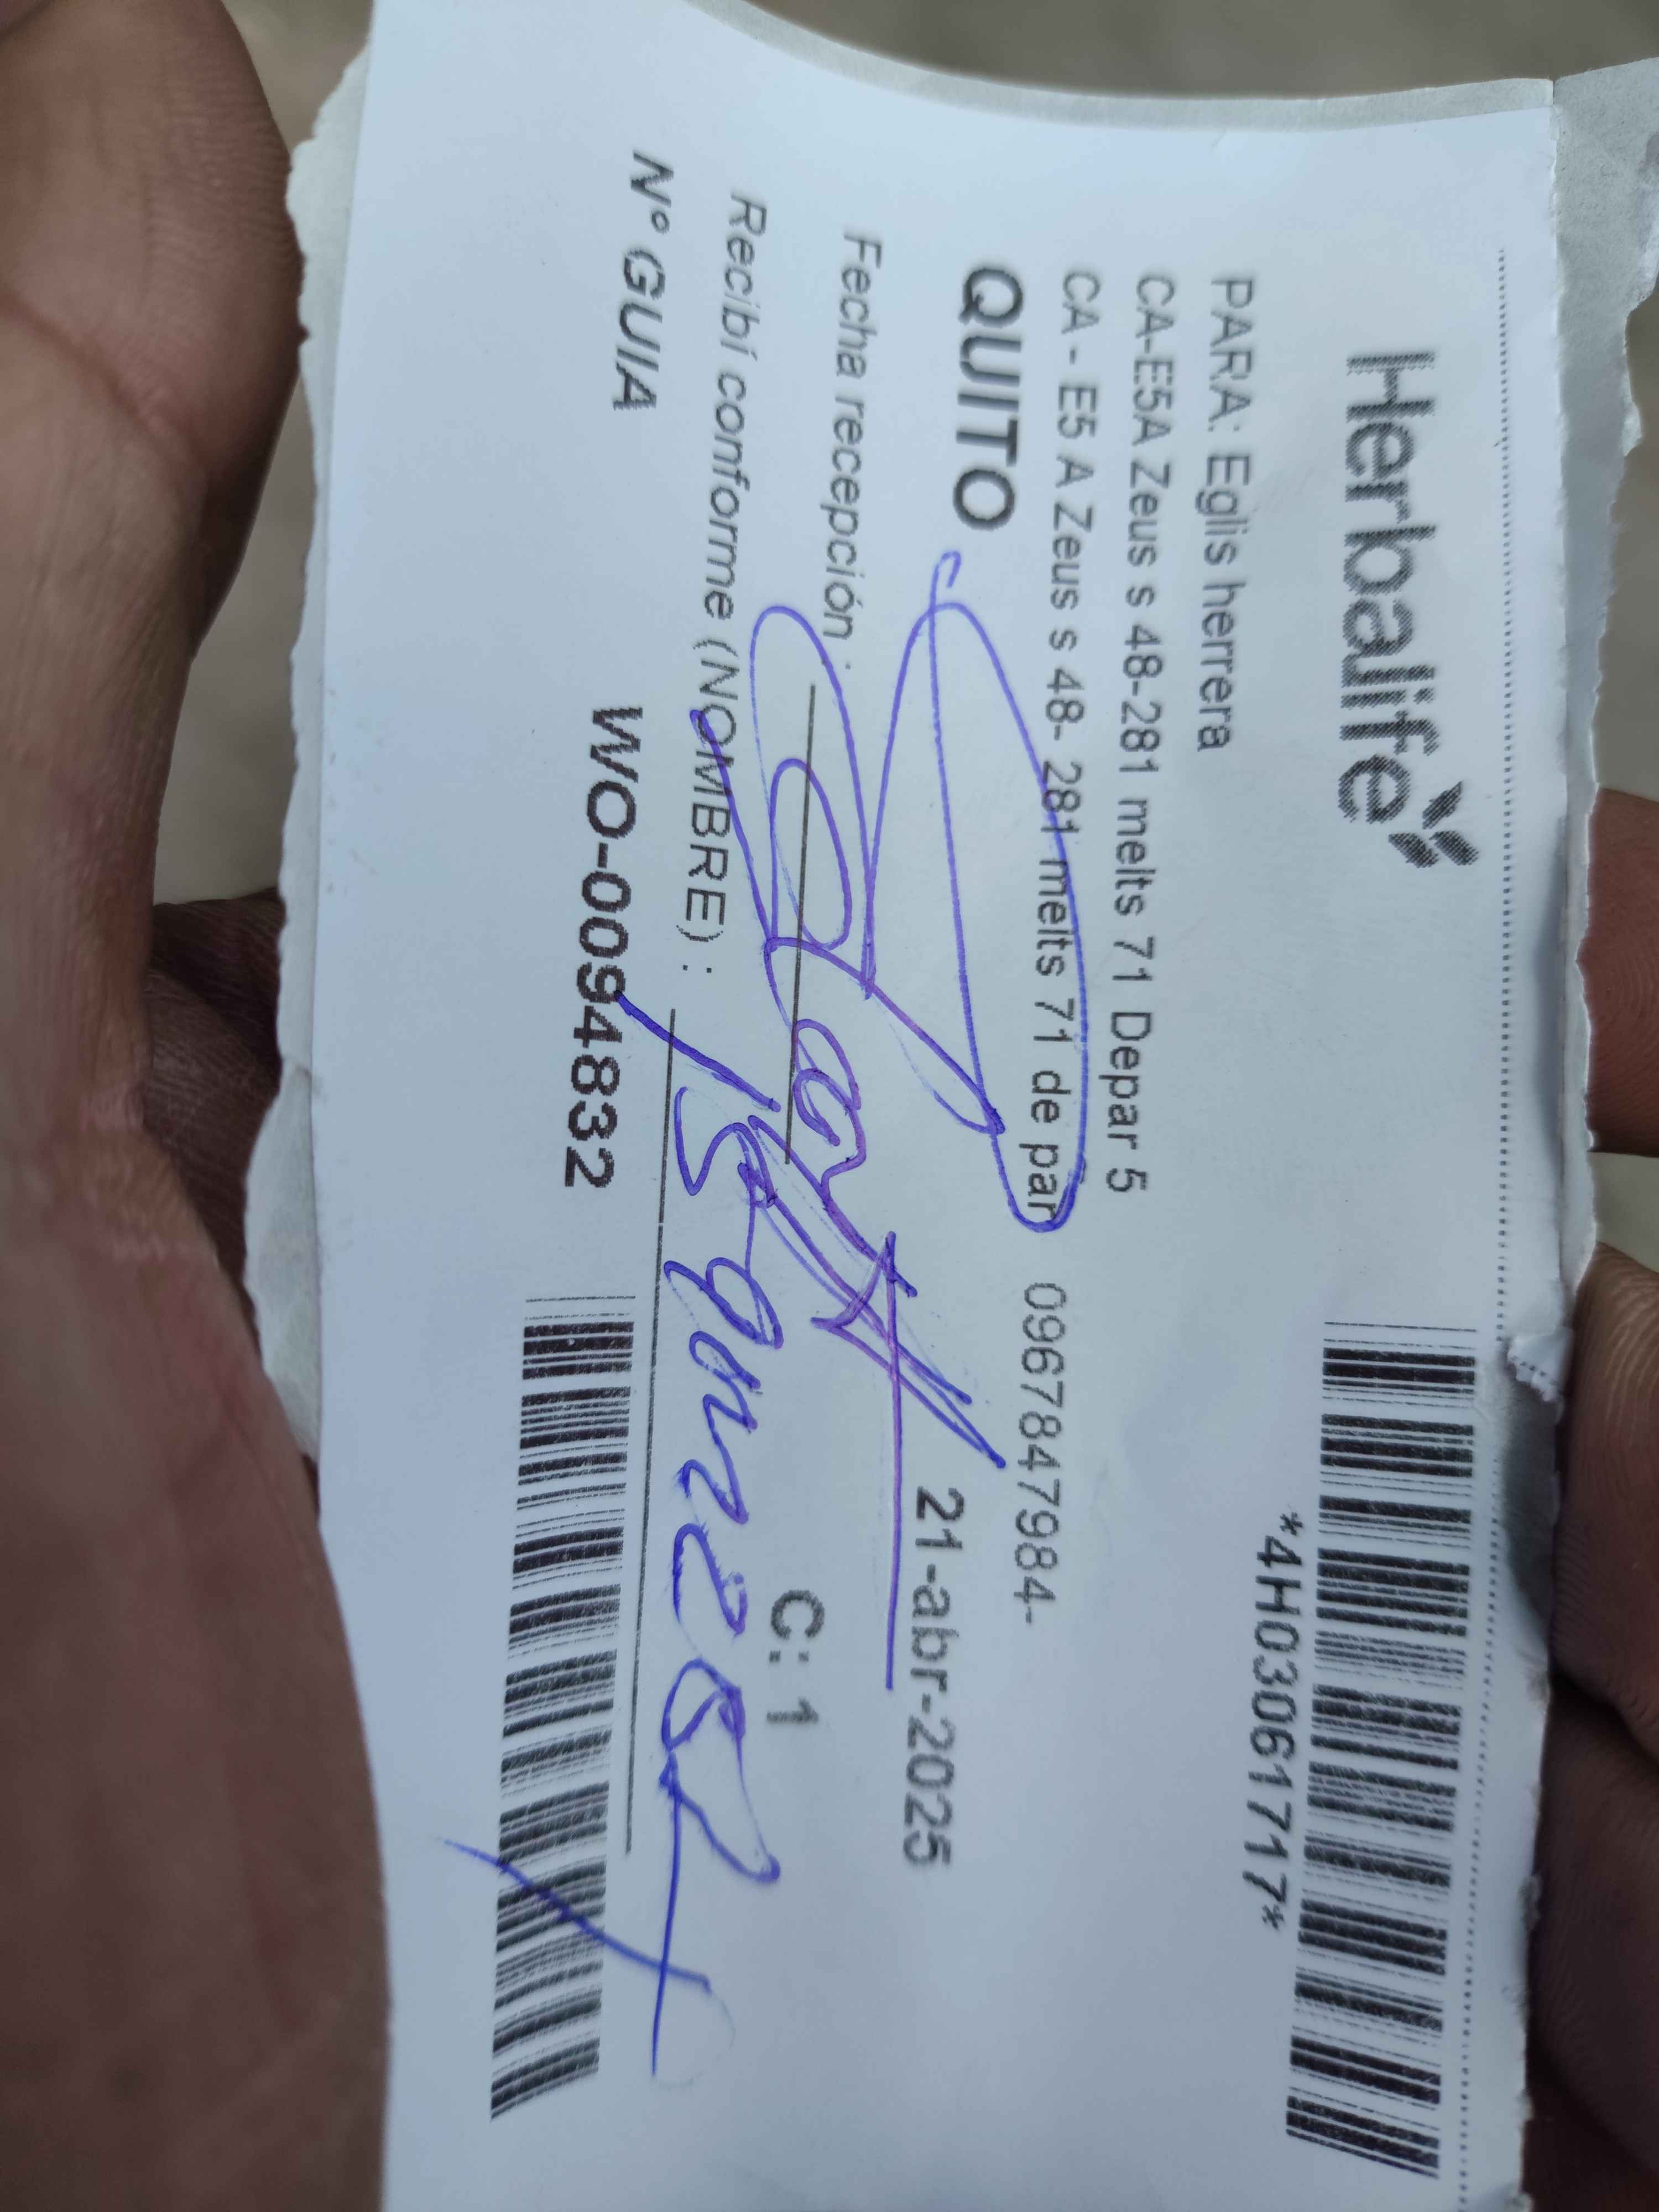 Herbalife
*4H03061717*
PARA: Eglis herrera
CA-E5A Zeus s 48-281 melts 71 Depar 5
CA - E5 A Zeus s 48- 281 melts 71 de par 0967847984-
QUITO 21-abr-2025
Fecha recepción :
C: 1
Recibí conforme (NOMBRE) :
Nº GUIA WO-0094832